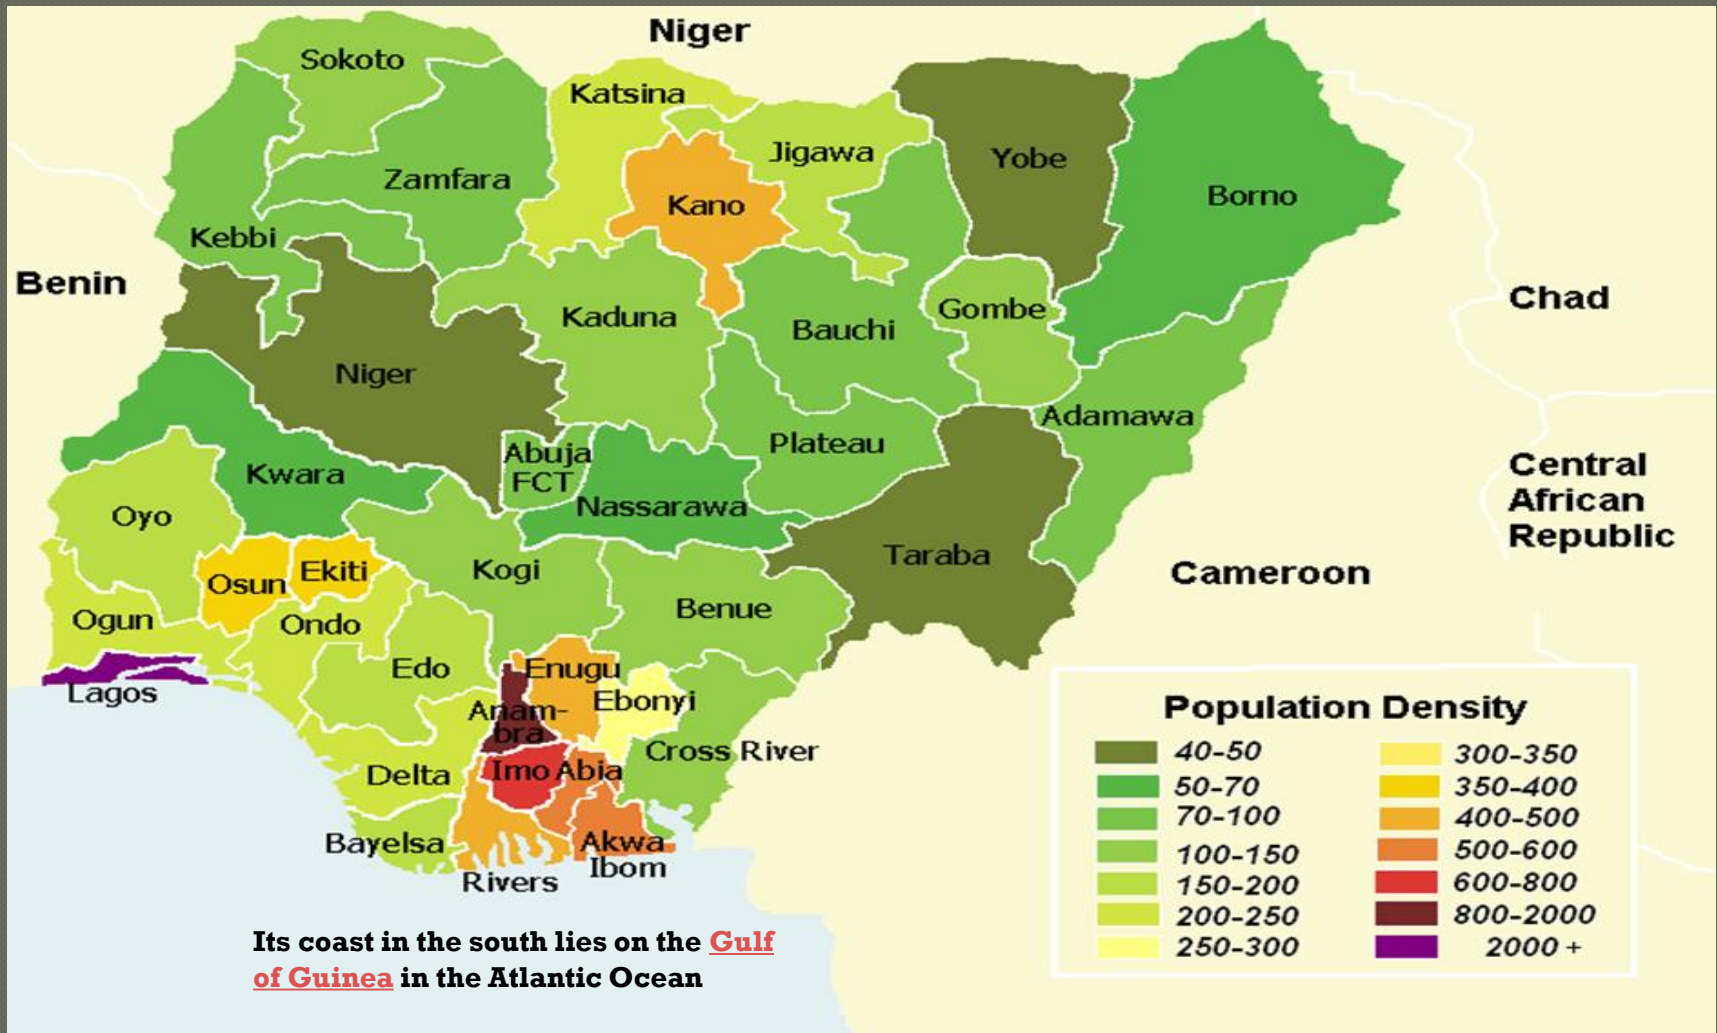 Niger
Sokoto
Katsina
Jigawa
Yobe
Zamfara
Kano
Borno
Kebbi
Benin
Chad
Kaduna
Gombe
Bauchi
Niger
Adamawa
Plateau
Abuja
FCT
Kwara
Nassarawa
Central
African
Republic
Oyo
Taraba
Cameroon
Osun
Ekiti
Kogi
Benue
Ogun
Ondo
Edo
Enugu
Lagos
Ebonyi
Anam-
bra
Cross River
Imo
Abia
Delta
Bayelsa
Akwa
Ibom
Rivers
Population Density
40-50
50-70
70-100
100-150
150-200
200-250
250-300
300-350
350-400
400-500
500-600
600-800
800-2000
2000 +
Its coast in the south lies on the Gulf
of Guinea in the Atlantic Ocean